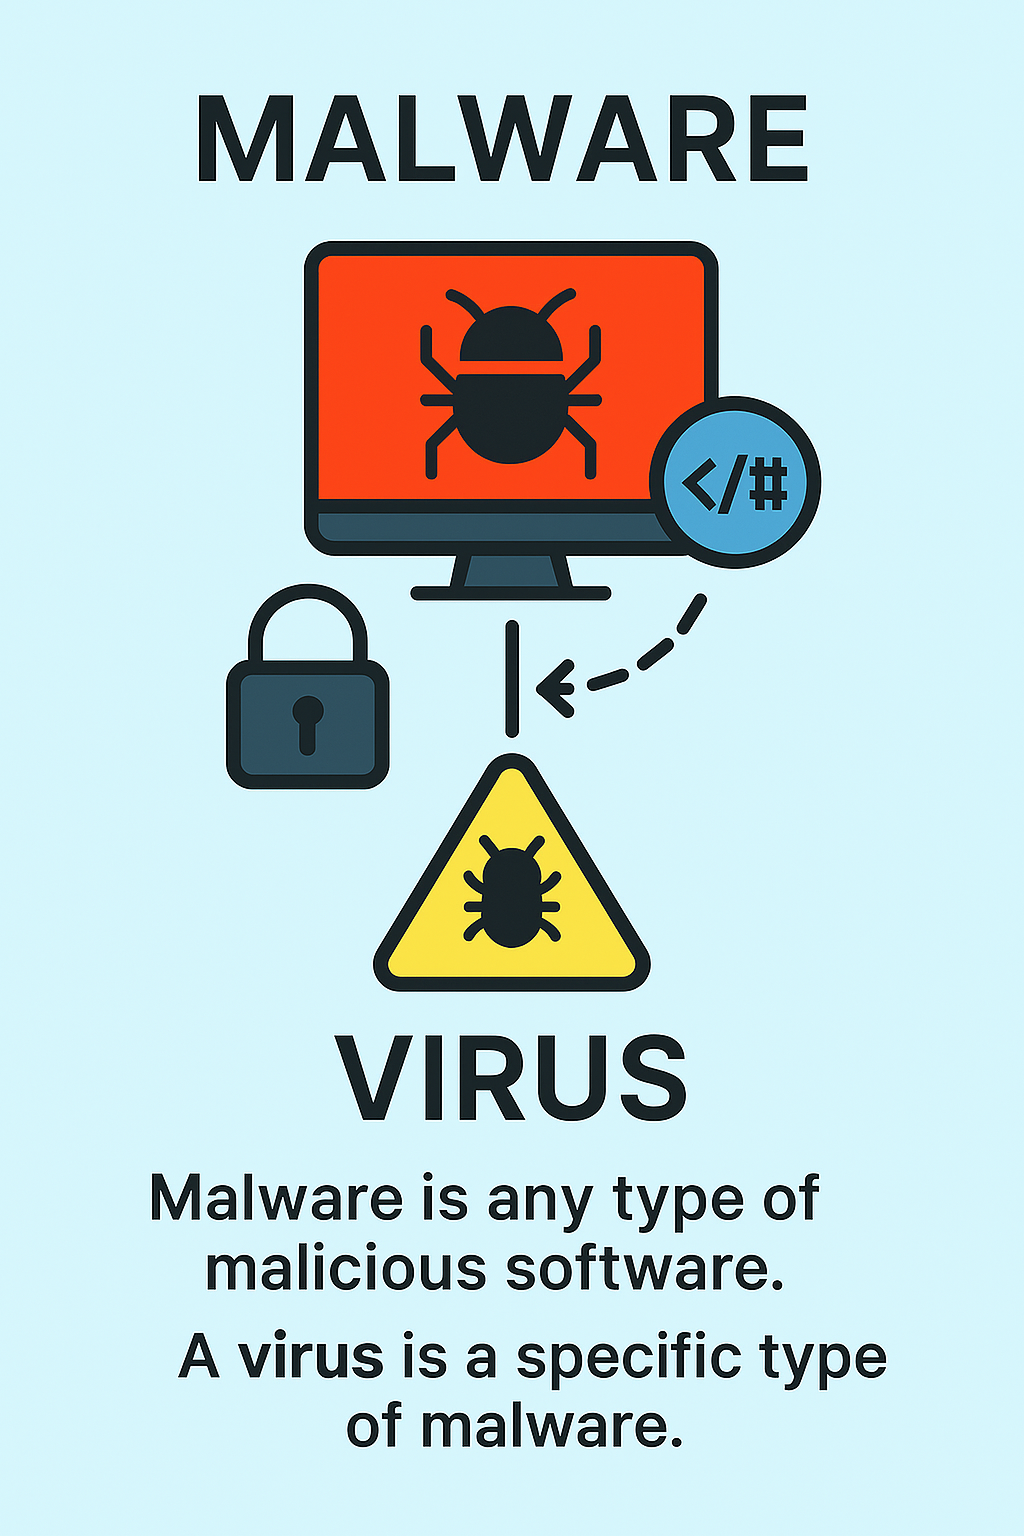 MALWARE
</#
VIRUS
Malware is any type of
malicious software.
A virus is a specific type
of malware.